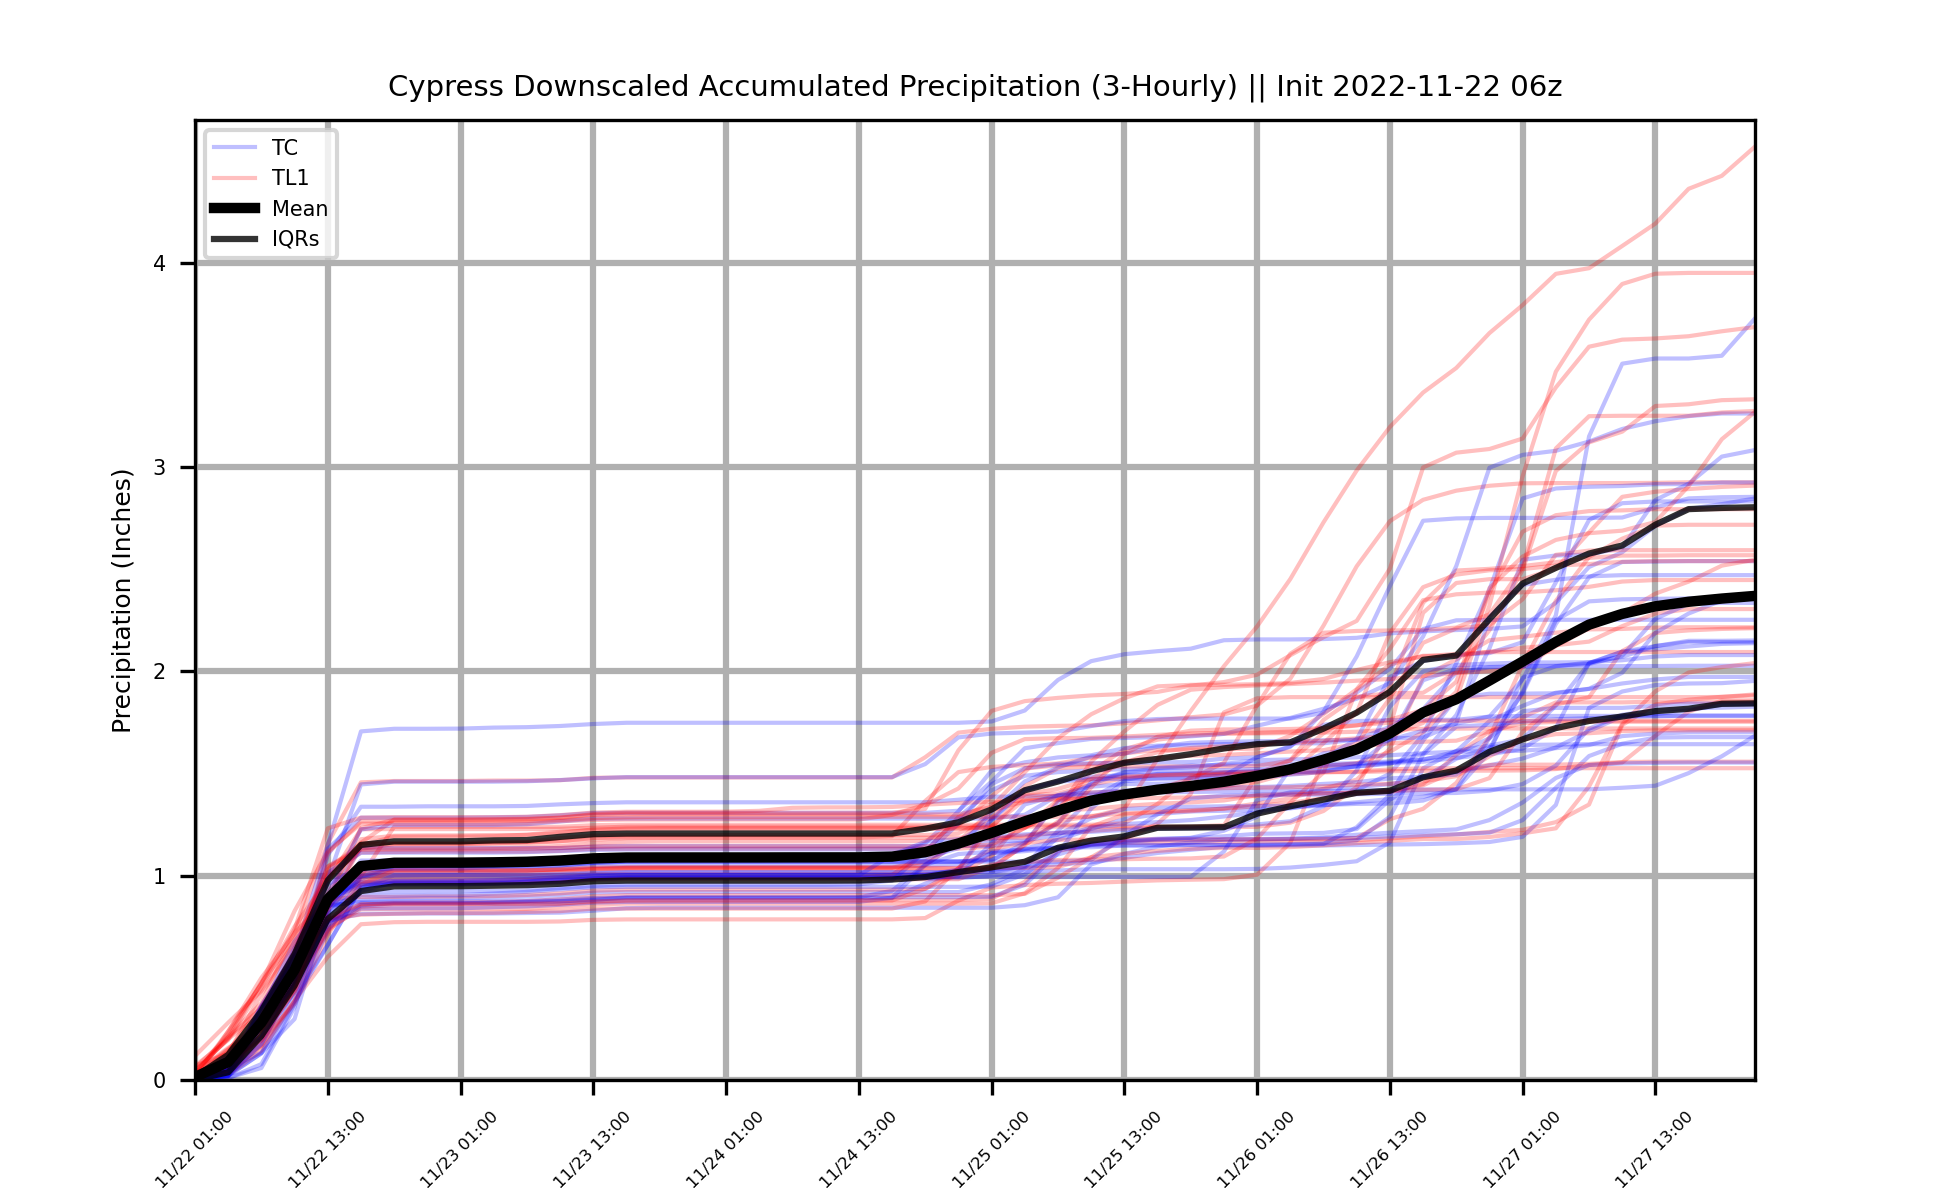 Cypress Downscaled Accumulated Precipitation (3-Hourly) || Init 2022-11-22 06z
TC
TL1
Mean
IQRs
Precipitation (Inches)
4
3
2
1
0
11/22 01:00
11/22 13:00
11/23 01:00
11/23 13:00
11/24 01:00
11/24 13:00
11/25 01:00
11/25 13:00
11/26 01:00
11/26 13:00
11/27 01:00
11/27 13:00